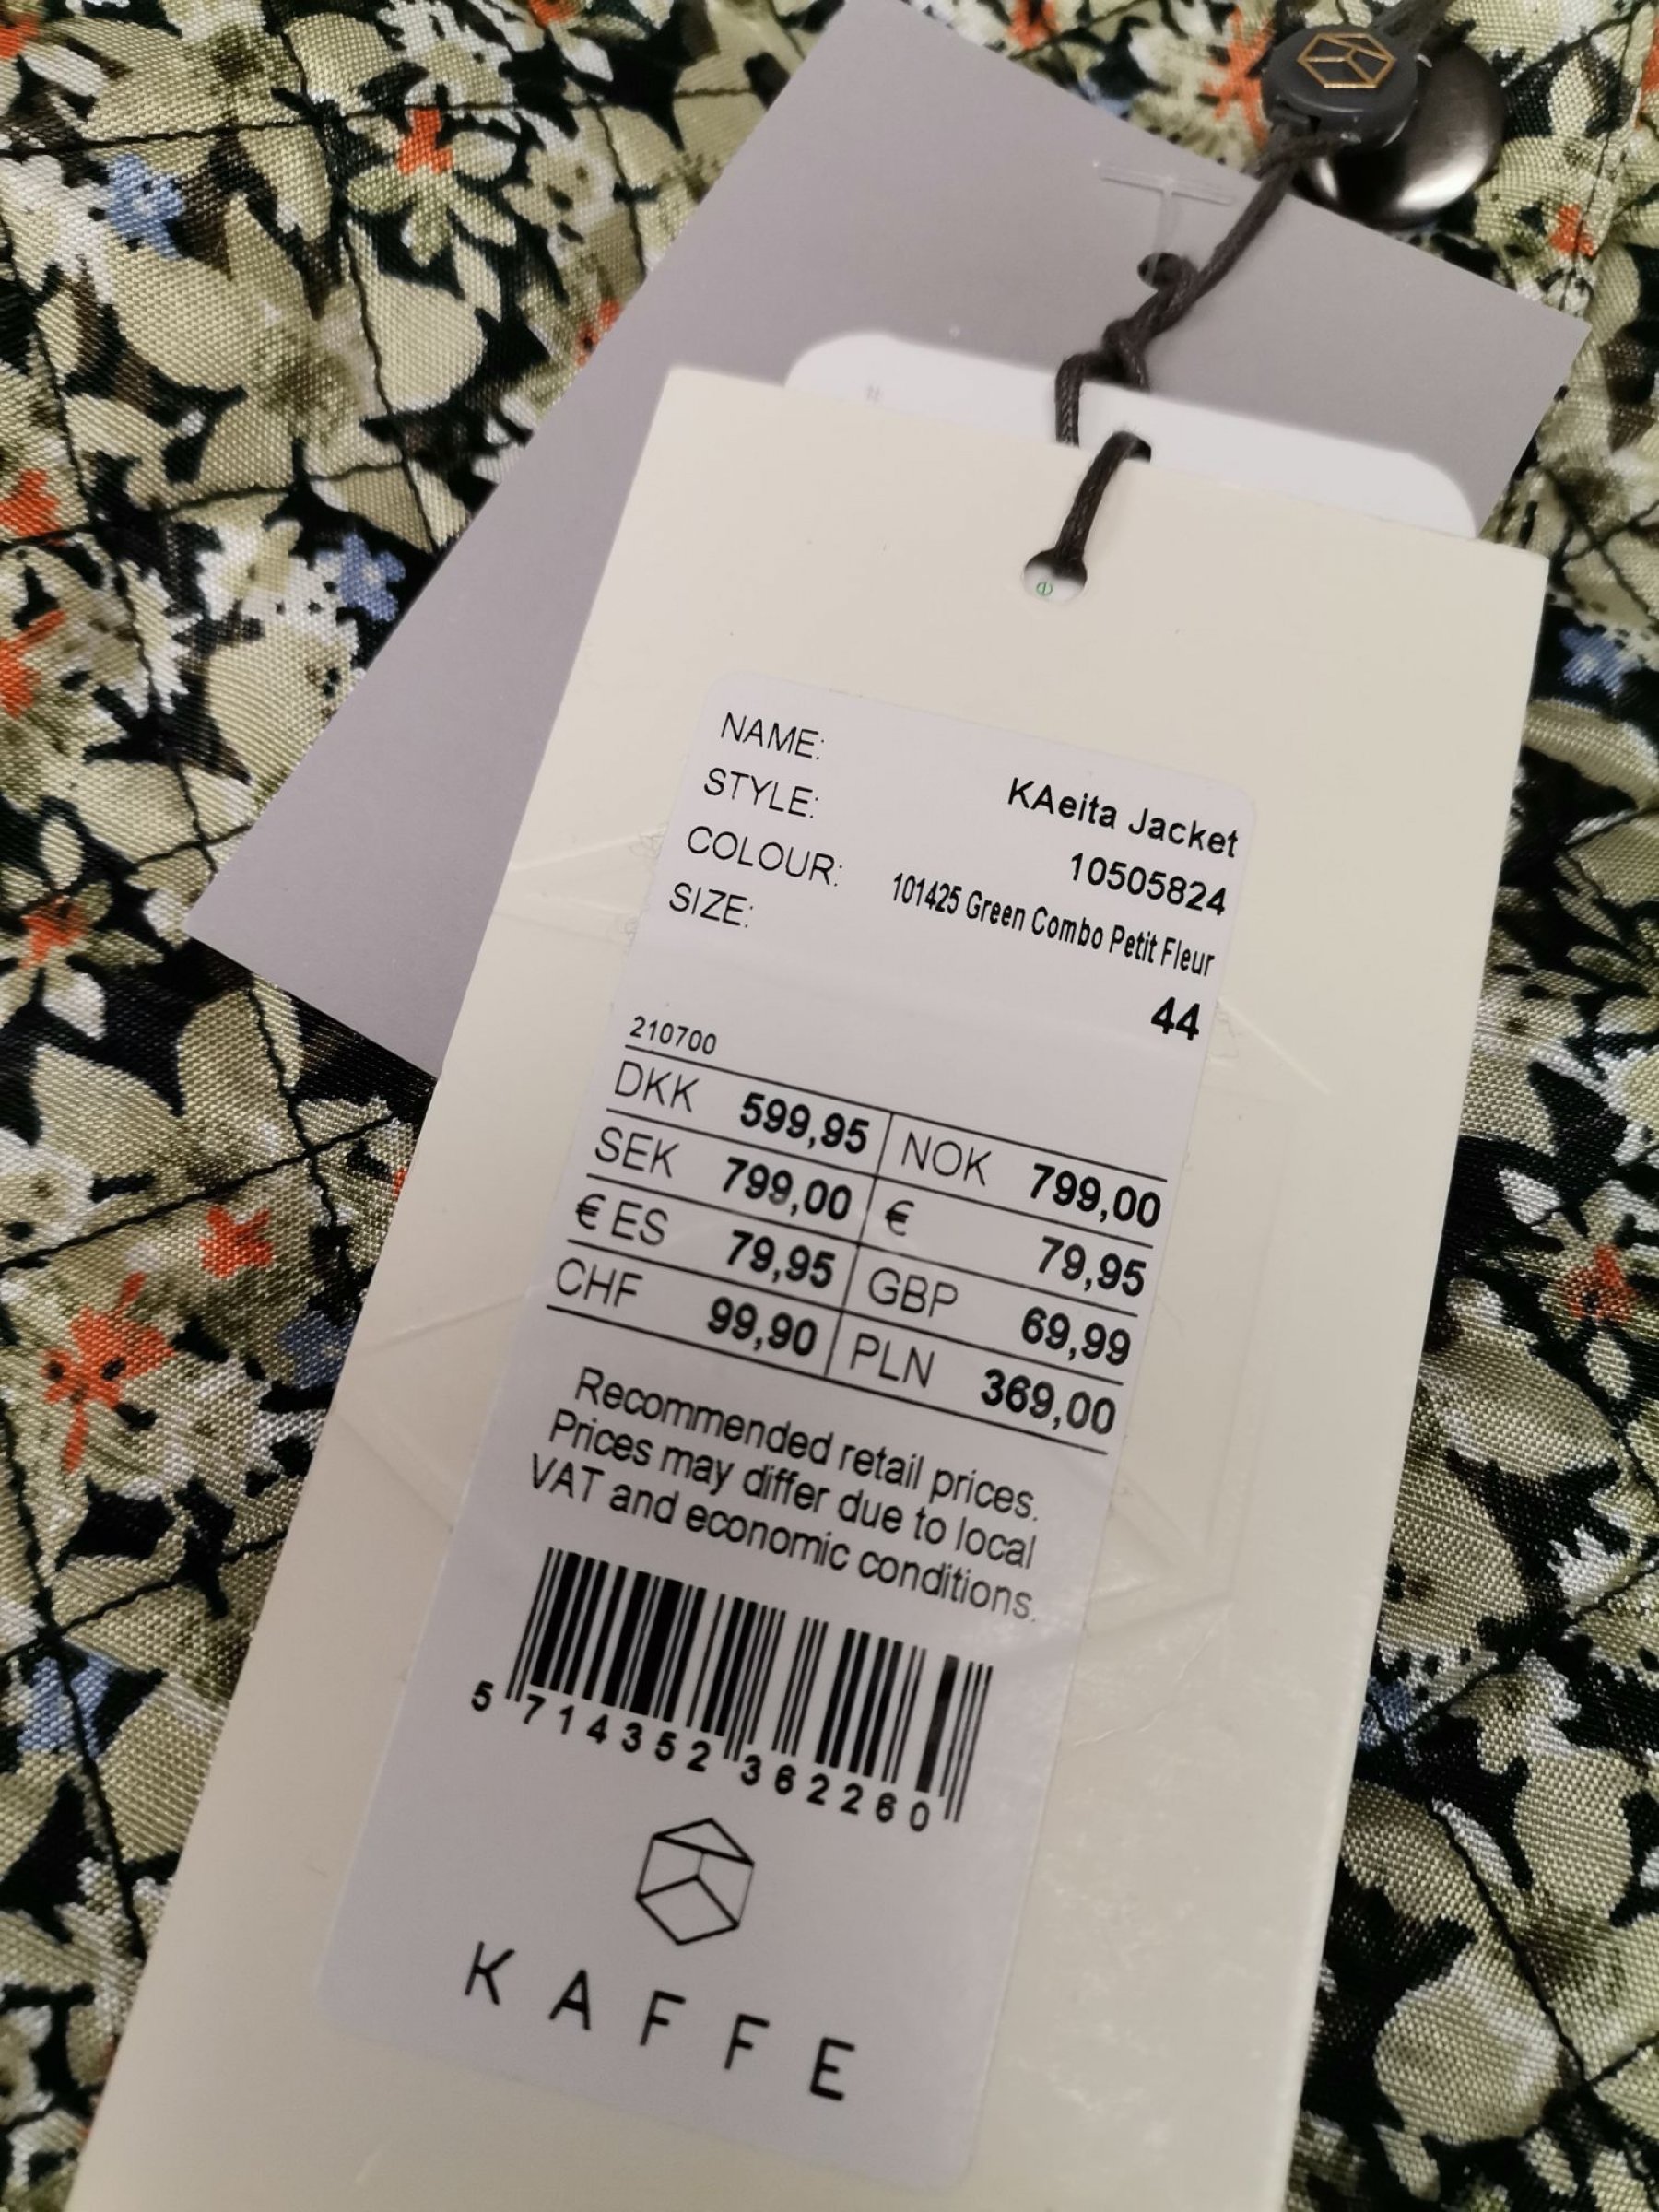 NAME: KAeita Jacket
STYLE: 10505824
COLOUR: 101425 Green Combo Petit Fleur
SIZE: 44
210700
DKK 599,95 NOK 799,00
SEK 799,00 € 79,95
€ ES 79,95 GBP 69,99
CHF 99,90 PLN 369,00
Recommended retail prices.
Prices may differ due to local
VAT and economic conditions.
5 714352 362260
KAFFE